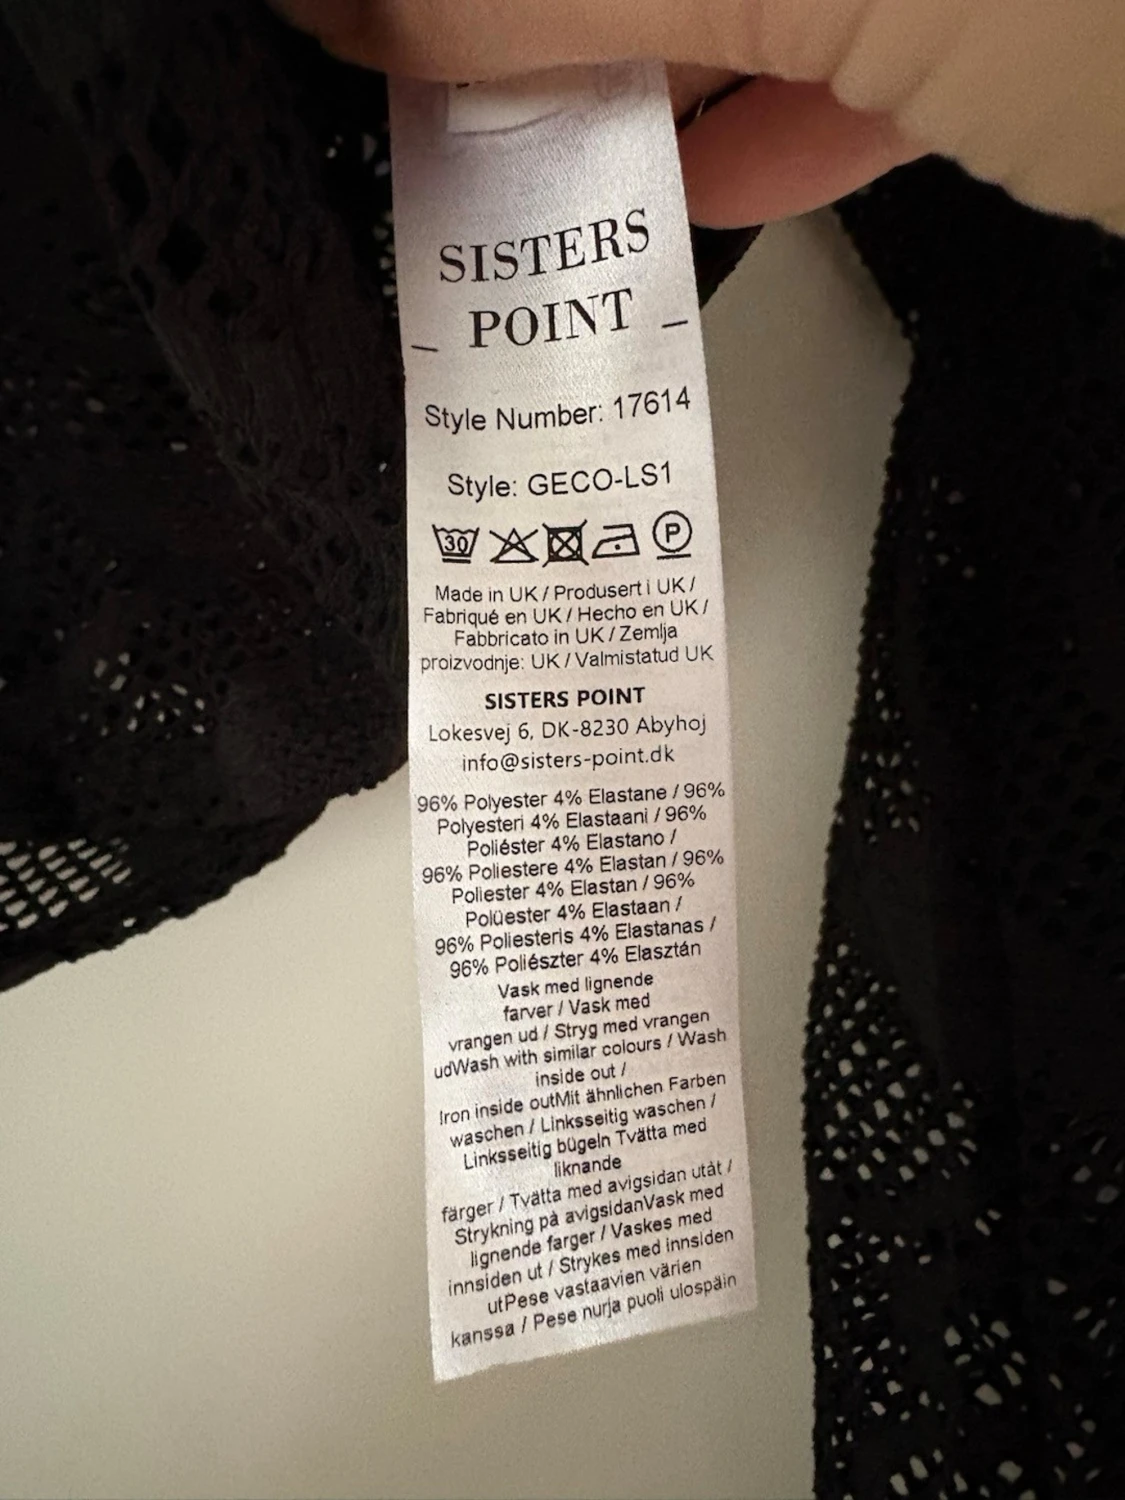 SISTERS
– POINT –
Style Number: 17614
Style: GECO-LS1
30 P
Made in UK / Produsert i UK /
Fabriqué en UK / Hecho en UK /
Fabbricato in UK / Zemlja
proizvodnje: UK / Valmistatud UK
SISTERS POINT
Lokesvej 6, DK-8230 Abyhoj
info@sisters-point.dk
96% Polyester 4% Elastane / 96%
Polyesteri 4% Elastaani / 96%
Poliéster 4% Elastano /
96% Poliestere 4% Elastan / 96%
Poliester 4% Elastan / 96%
Polüester 4% Elastaan /
96% Poliesteris 4% Elastanas /
96% Poliészter 4% Elasztán
Vask med lignende
farver / Vask med
vrangen ud / Stryg med vrangen
udWash with similar colours / Wash
inside out /
Iron inside outMit ähnlichen Farben
waschen / Linksseitig waschen /
Linksseitig bügeln Tvätta med
liknande
färger / Tvätta med avigsidan utåt /
Strykning på avigsidanVask med
lignende farger / Vaskes med
innsiden ut / Strykes med innsiden
utPese vastaavien värien
kanssa / Pese nurja puoli ulospäin